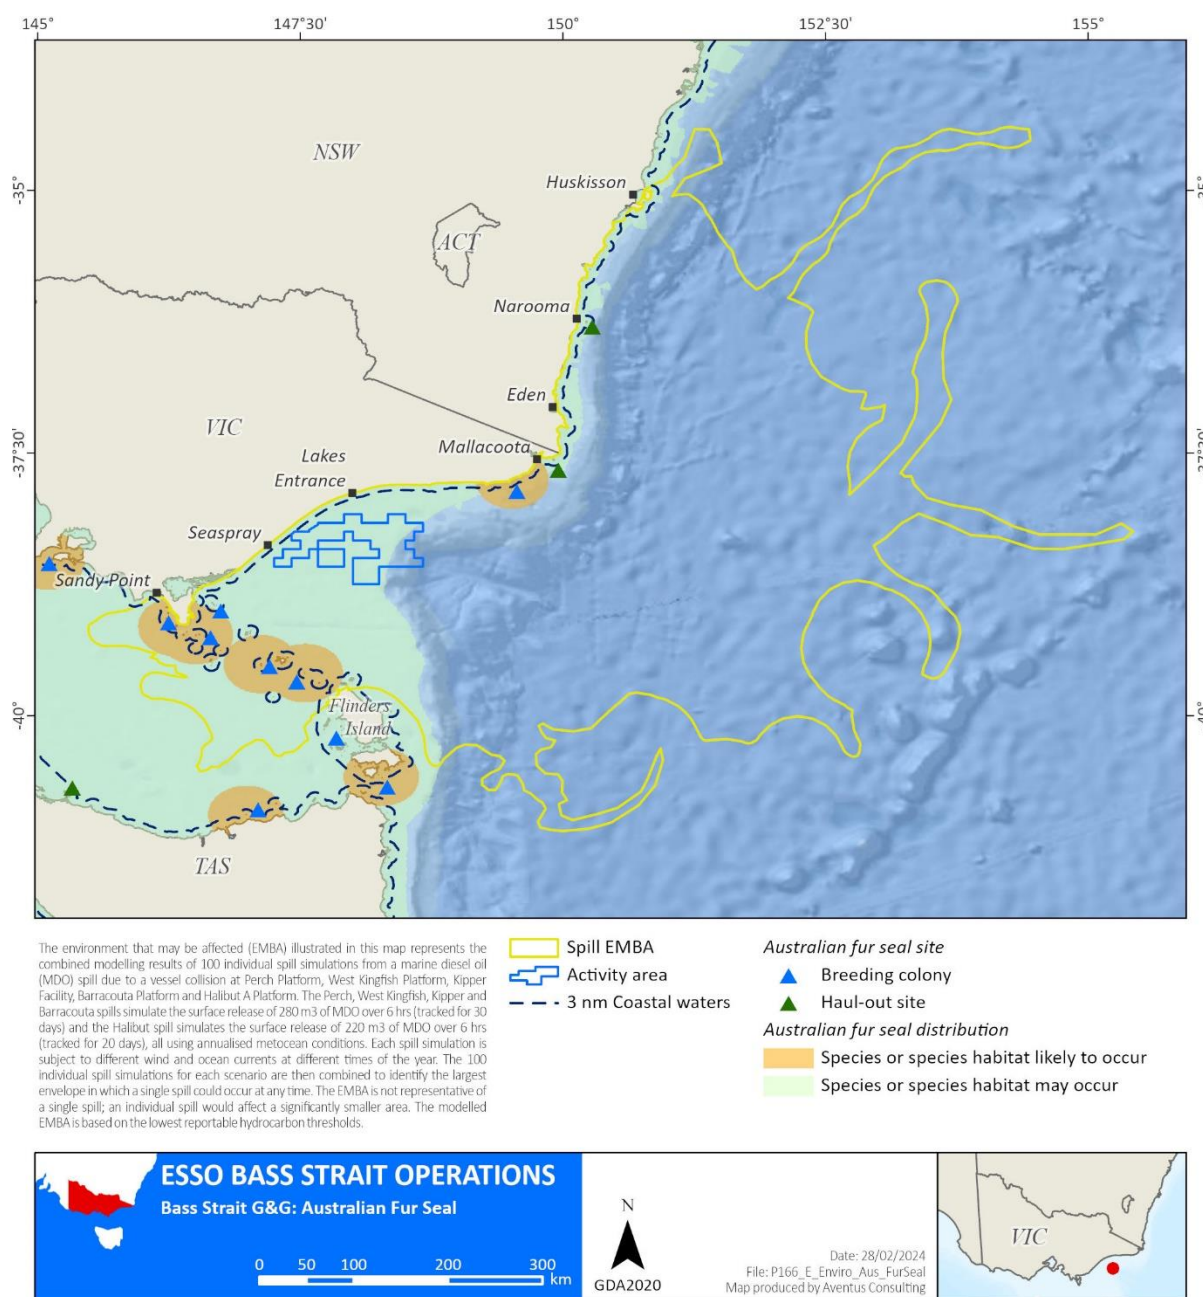 145°
147°30'
150°
152°30'
155°
NSW
Huskisson
-35°
35°
ACT
Narooma
Eden
VIC
Mallacoota
-37°30'
37°30'
Lakes
Entrance
Seaspray
Sandy Point
Flinders
Island
-40°
40°
TAS
The environment that may be affected (EMBA) illustrated in this map represents the
combined modelling results of 100 individual spill simulations from a marine diesel oil
(MDO) spill due to a vessel collision at Perch Platform, West Kingfish Platform, Kipper
Facility, Barracouta Platform and Halibut A Platform. The Perch, West Kingfish, Kipper and
Barracouta spills simulate the surface release of 280 m3 of MDO over 6 hrs (tracked for 30
days) and the Halibut spill simulates the surface release of 220 m3 of MDO over 6 hrs
(tracked for 20 days), all using annualised metocean conditions. Each spill simulation is
subject to different wind and ocean currents at different times of the year. The 100
individual spill simulations for each scenario are then combined to identify the largest
envelope in which a single spill could occur at any time. The EMBA is not representative of
a single spill; an individual spill would affect a significantly smaller area. The modelled
EMBA is based on the lowest reportable hydrocarbon thresholds.
Spill EMBA
Activity area
3 nm Coastal waters
Australian fur seal site
Breeding colony
Haul-out site
Australian fur seal distribution
Species or species habitat likely to occur
Species or species habitat may occur
ESSO BASS STRAIT OPERATIONS
Bass Strait G&G: Australian Fur Seal
0 50 100 200 300
km
N
GDA2020
Date: 28/02/2024
File: P166_E_Enviro_Aus_FurSeal
Map produced by Aventus Consulting
VIC